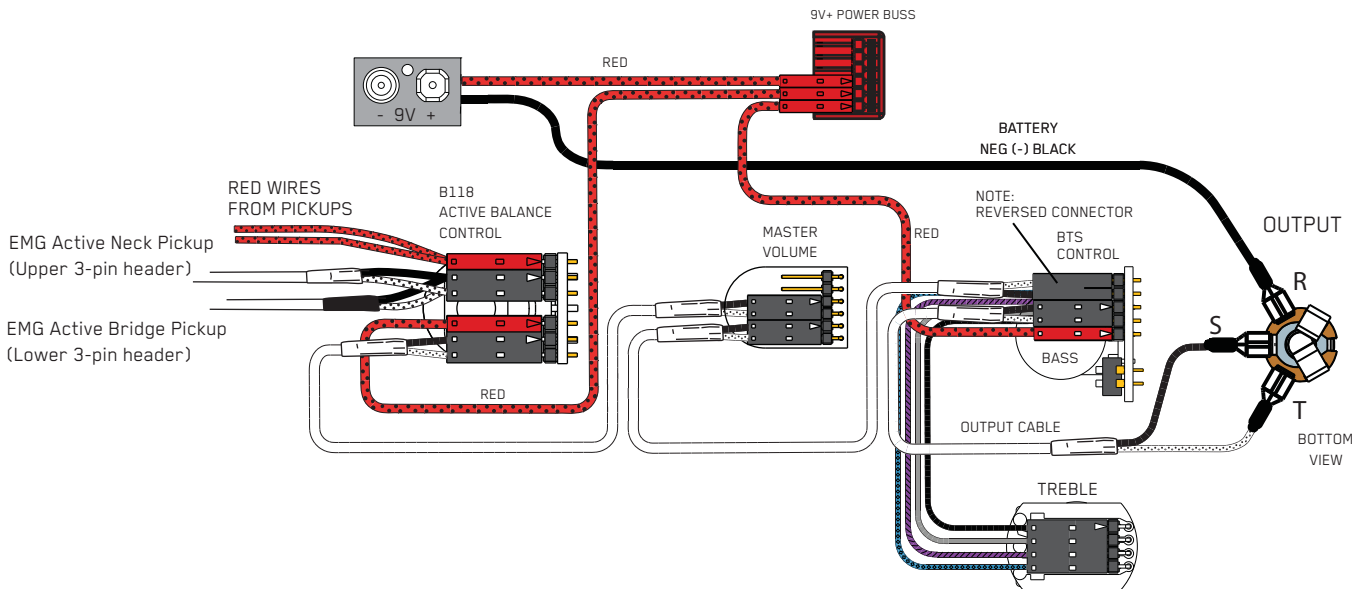 9V+ POWER BUSS
RED
- 9V +
BATTERY
NEG (-) BLACK
RED WIRES
FROM PICKUPS
B118
ACTIVE BALANCE
CONTROL
EMG Active Neck Pickup
(Upper 3-pin header)
EMG Active Bridge Pickup
(Lower 3-pin header)
RED
MASTER
VOLUME
RED
NOTE:
REVERSED CONNECTOR
BTS
CONTROL
BASS
OUTPUT
R
S
T
OUTPUT CABLE
BOTTOM
VIEW
TREBLE